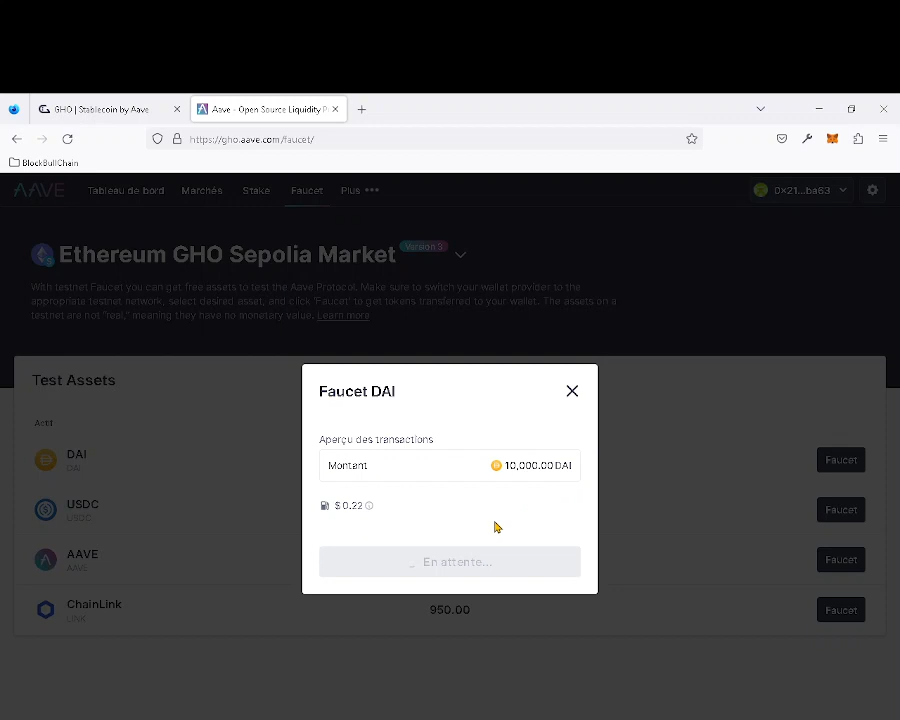 GHO | Stablecoin by Aave
Aave - Open Source Liquidity P
https://gho.aave.com/faucet/
BlockBullChain
AAVE
Tableau de bord
Marchés
Stake
Faucet
Plus •••
0x21...ba63
Ethereum GHO Sepolia Market
Version 3
With testnet Faucet you can get free assets to test the Aave Protocol. Make sure to switch your wallet provider to the
appropriate testnet network, select desired asset, and click 'Faucet' to get tokens transferred to your wallet. The assets on a
testnet are not "real," meaning they have no monetary value. Learn more
Test Assets
Actif
DAI
DAI
Faucet
USDC
USDC
Faucet
AAVE
AAVE
Faucet
ChainLink
LINK
950.00
Faucet
Faucet DAI
Aperçu des transactions
Montant
10,000.00 DAI
$ 0.22
En attente...